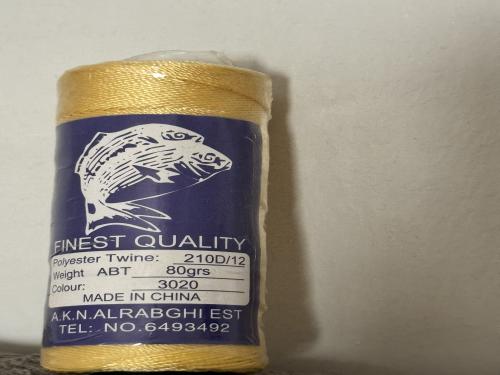 FINEST QUALITY
Polyester Twine: 210D/12
Weight ABT 80grs
Colour: 3020
MADE IN CHINA
A.K.N.ALRABGHI EST
TEL: NO.6493492